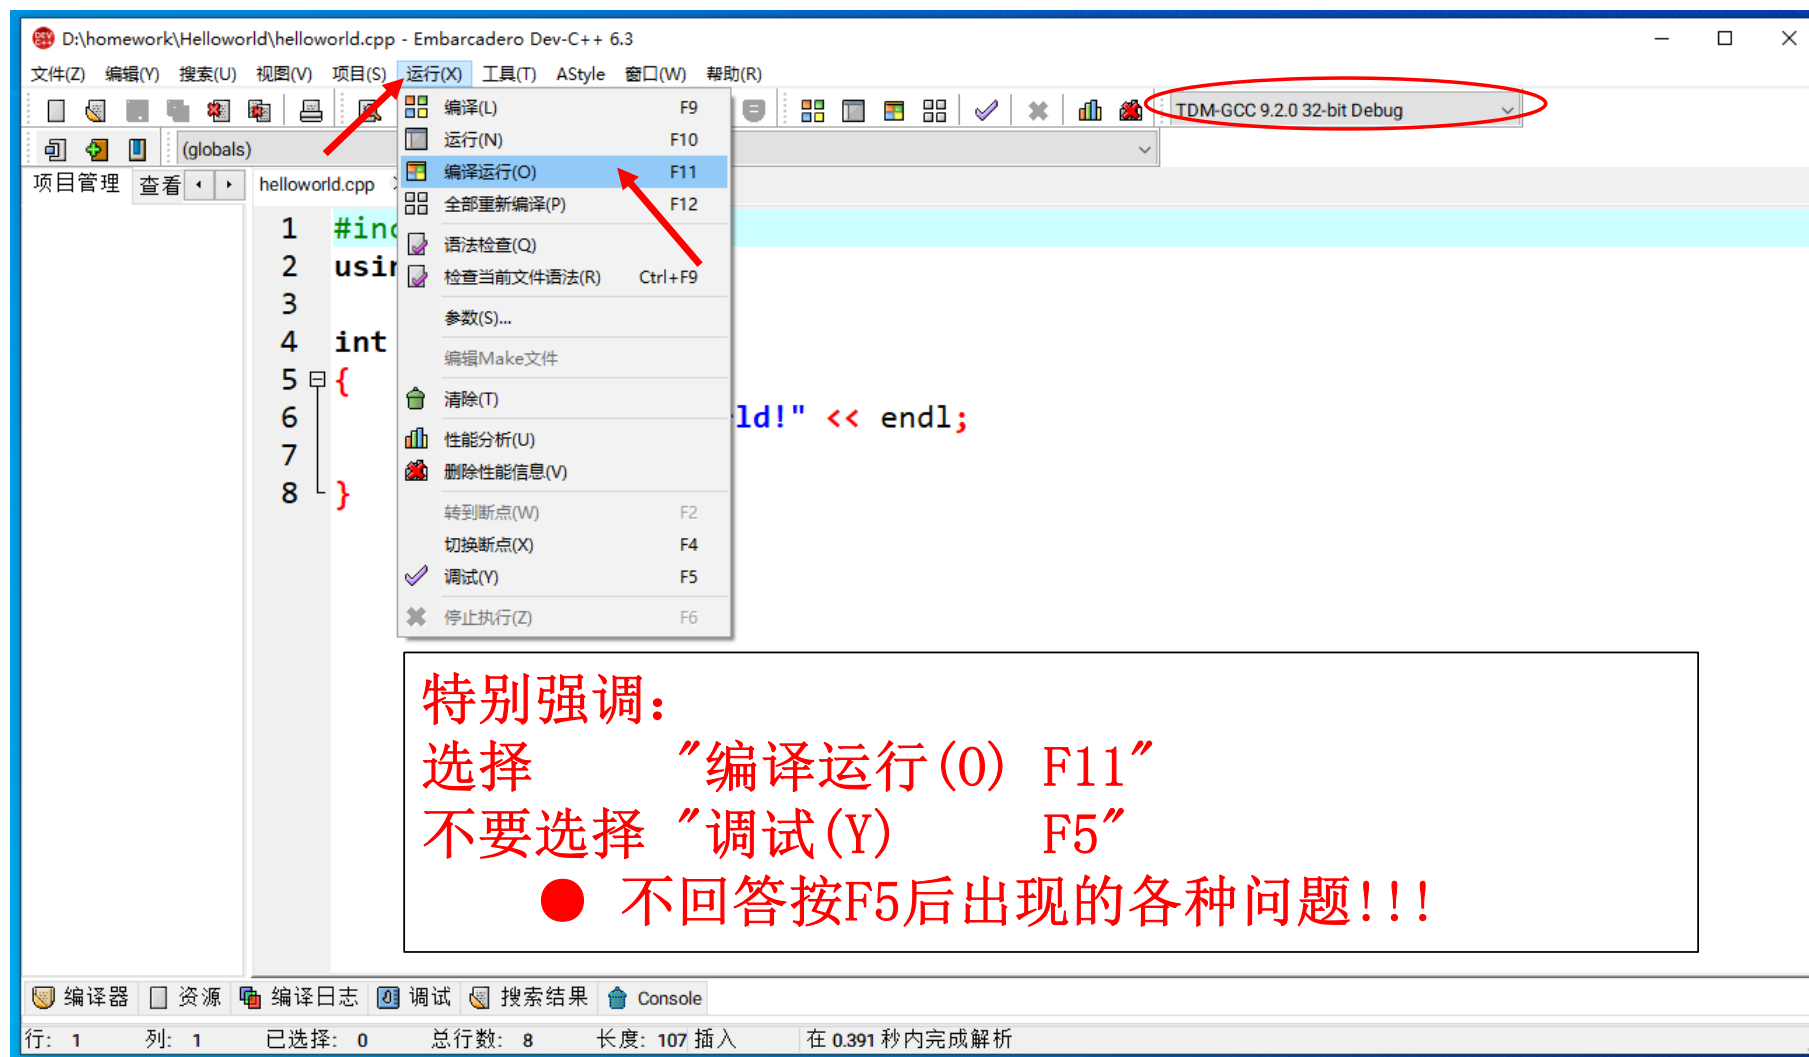 D:\homework\Helloworld\helloworld.cpp - Embarcadero Dev-C++ 6.3
文件(Z) 编辑(Y) 搜索(U) 视图(V) 项目(S) 运行(X) 工具(T) AStyle 窗口(W) 帮助(R)
TDM-GCC 9.2.0 32-bit Debug
(globals)
项目管理 查看 helloworld.cpp
编译(L) F9
运行(N) F10
编译运行(O) F11
全部重新编译(P) F12
语法检查(Q)
检查当前文件语法(R) Ctrl+F9
参数(S)...
编辑Make文件
清除(T)
性能分析(U)
删除性能信息(V)
转到断点(W) F2
切换断点(X) F4
调试(Y) F5
停止执行(Z) F6
1 #inc
2 usin
3
4 int
5 {
6 ld!" << endl;
7
8 }
特别强调：
选择 "编译运行(O) F11"
不要选择 "调试(Y) F5"
● 不回答按F5后出现的各种问题!!!
编译器 资源 编译日志 调试 搜索结果 Console
行: 1 列: 1 已选择: 0 总行数: 8 长度: 107 插入 在 0.391 秒内完成解析